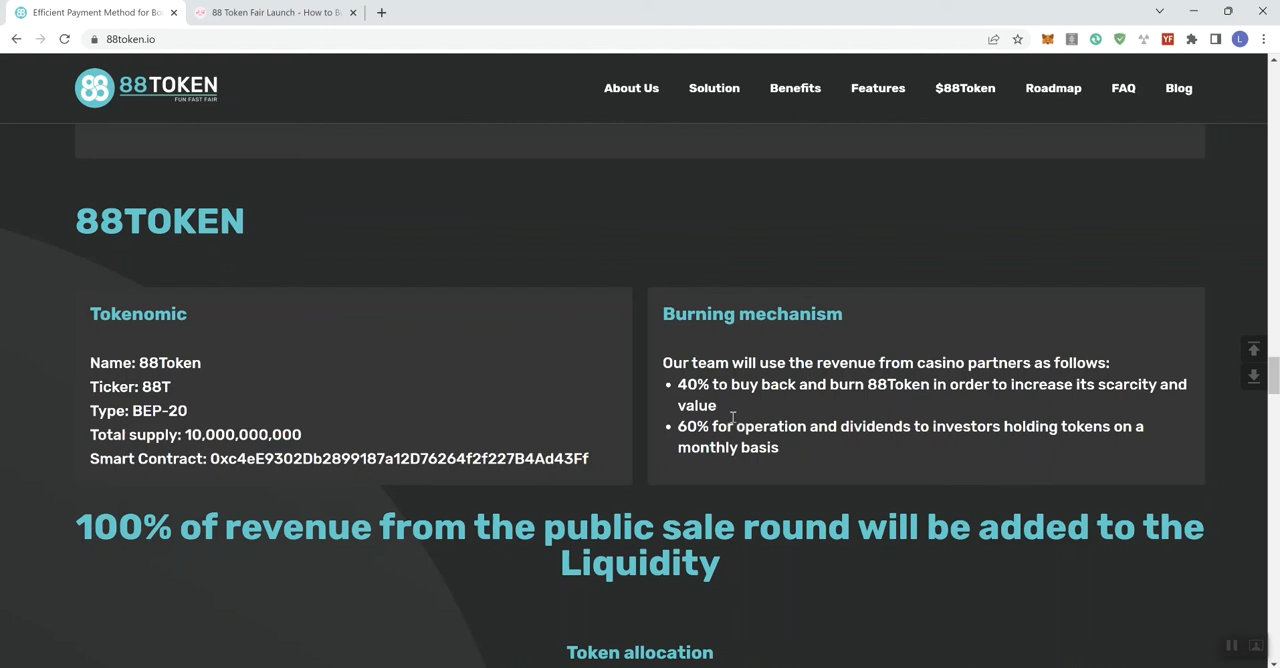 Efficient Payment Method for Bo
88 Token Fair Launch - How to Bu
88token.io
YF
L
88 88TOKEN
FUN FAST FAIR
About Us Solution Benefits Features $88Token Roadmap FAQ Blog
88TOKEN
Tokenomic
Name: 88Token
Ticker: 88T
Type: BEP-20
Total supply: 10,000,000,000
Smart Contract: 0xc4eE9302Db2899187a12D76264f2f227B4Ad43Ff
Burning mechanism
Our team will use the revenue from casino partners as follows:
• 40% to buy back and burn 88Token in order to increase its scarcity and
value
• 60% for operation and dividends to investors holding tokens on a
monthly basis
100% of revenue from the public sale round will be added to the
Liquidity
Token allocation